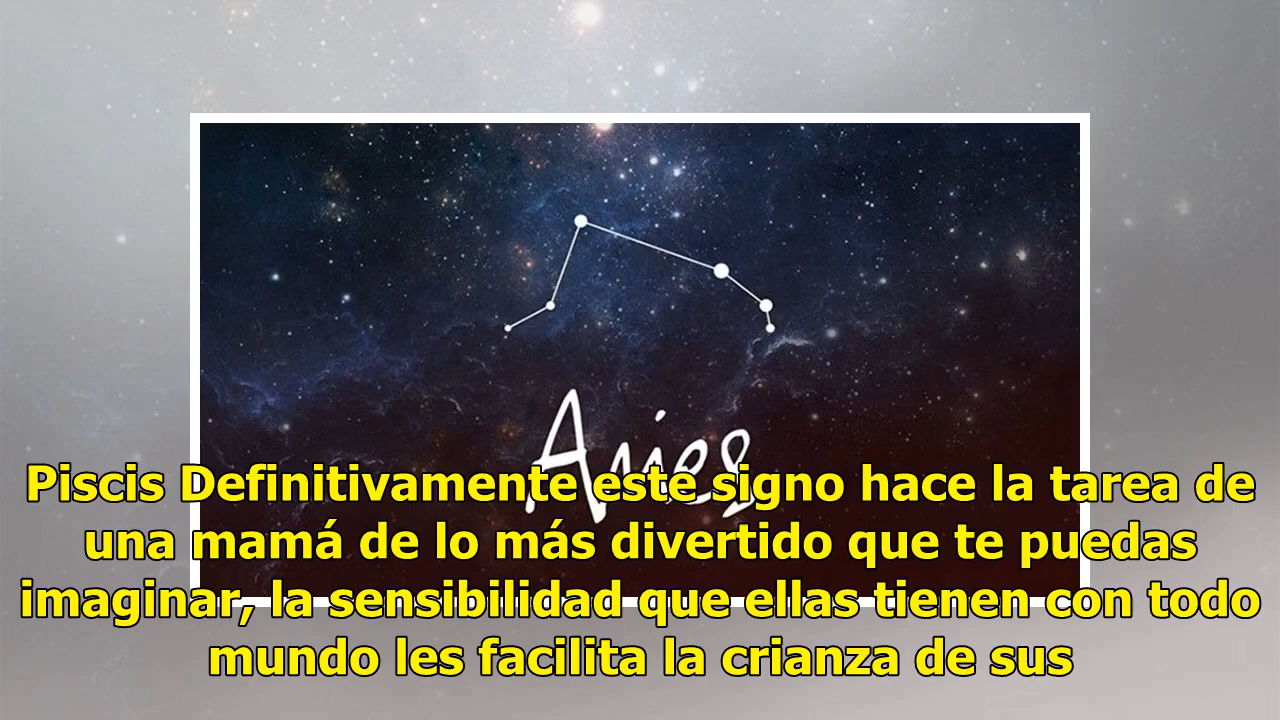 Aries
Piscis Definitivamente este signo hace la tarea de
una mamá de lo más divertido que te puedas
imaginar, la sensibilidad que ellas tienen con todo
mundo les facilita la crianza de sus